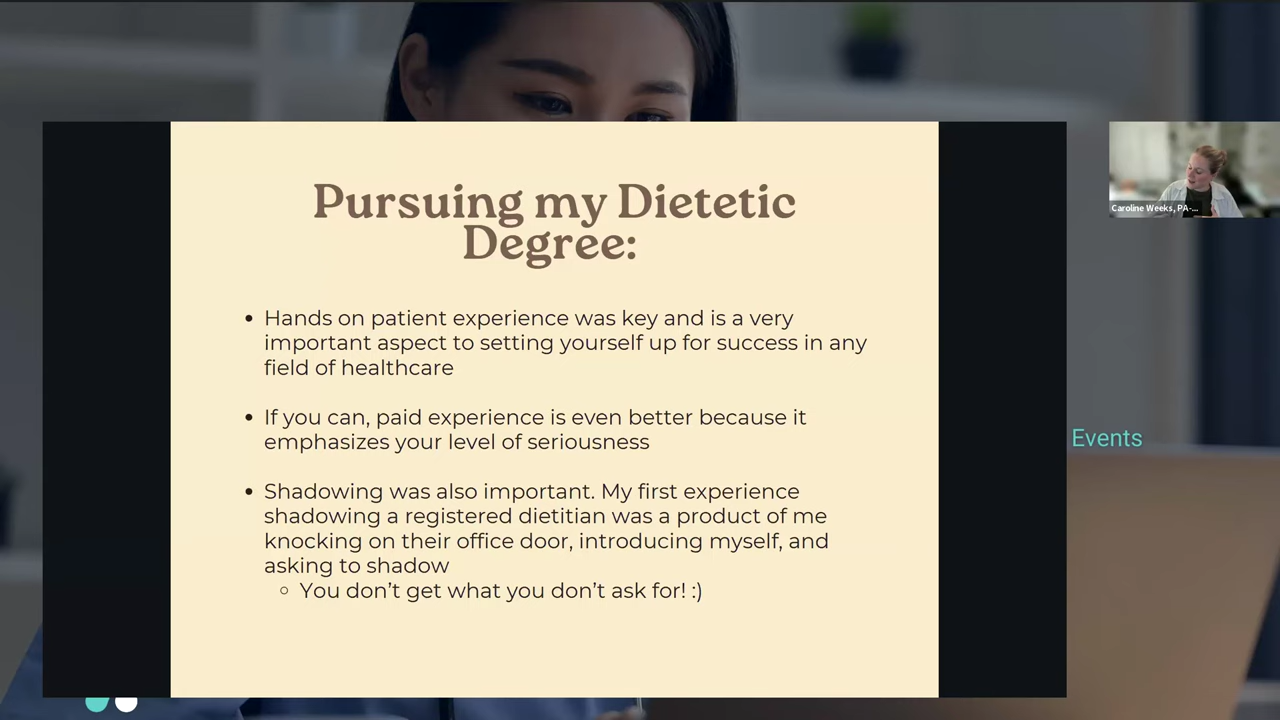 Pursuing my Dietetic
Degree:
• Hands on patient experience was key and is a very
important aspect to setting yourself up for success in any
field of healthcare
• If you can, paid experience is even better because it
emphasizes your level of seriousness
• Shadowing was also important. My first experience
shadowing a registered dietitian was a product of me
knocking on their office door, introducing myself, and
asking to shadow
◦ You don't get what you don't ask for! :)
Caroline Weeks, PA-...
Events